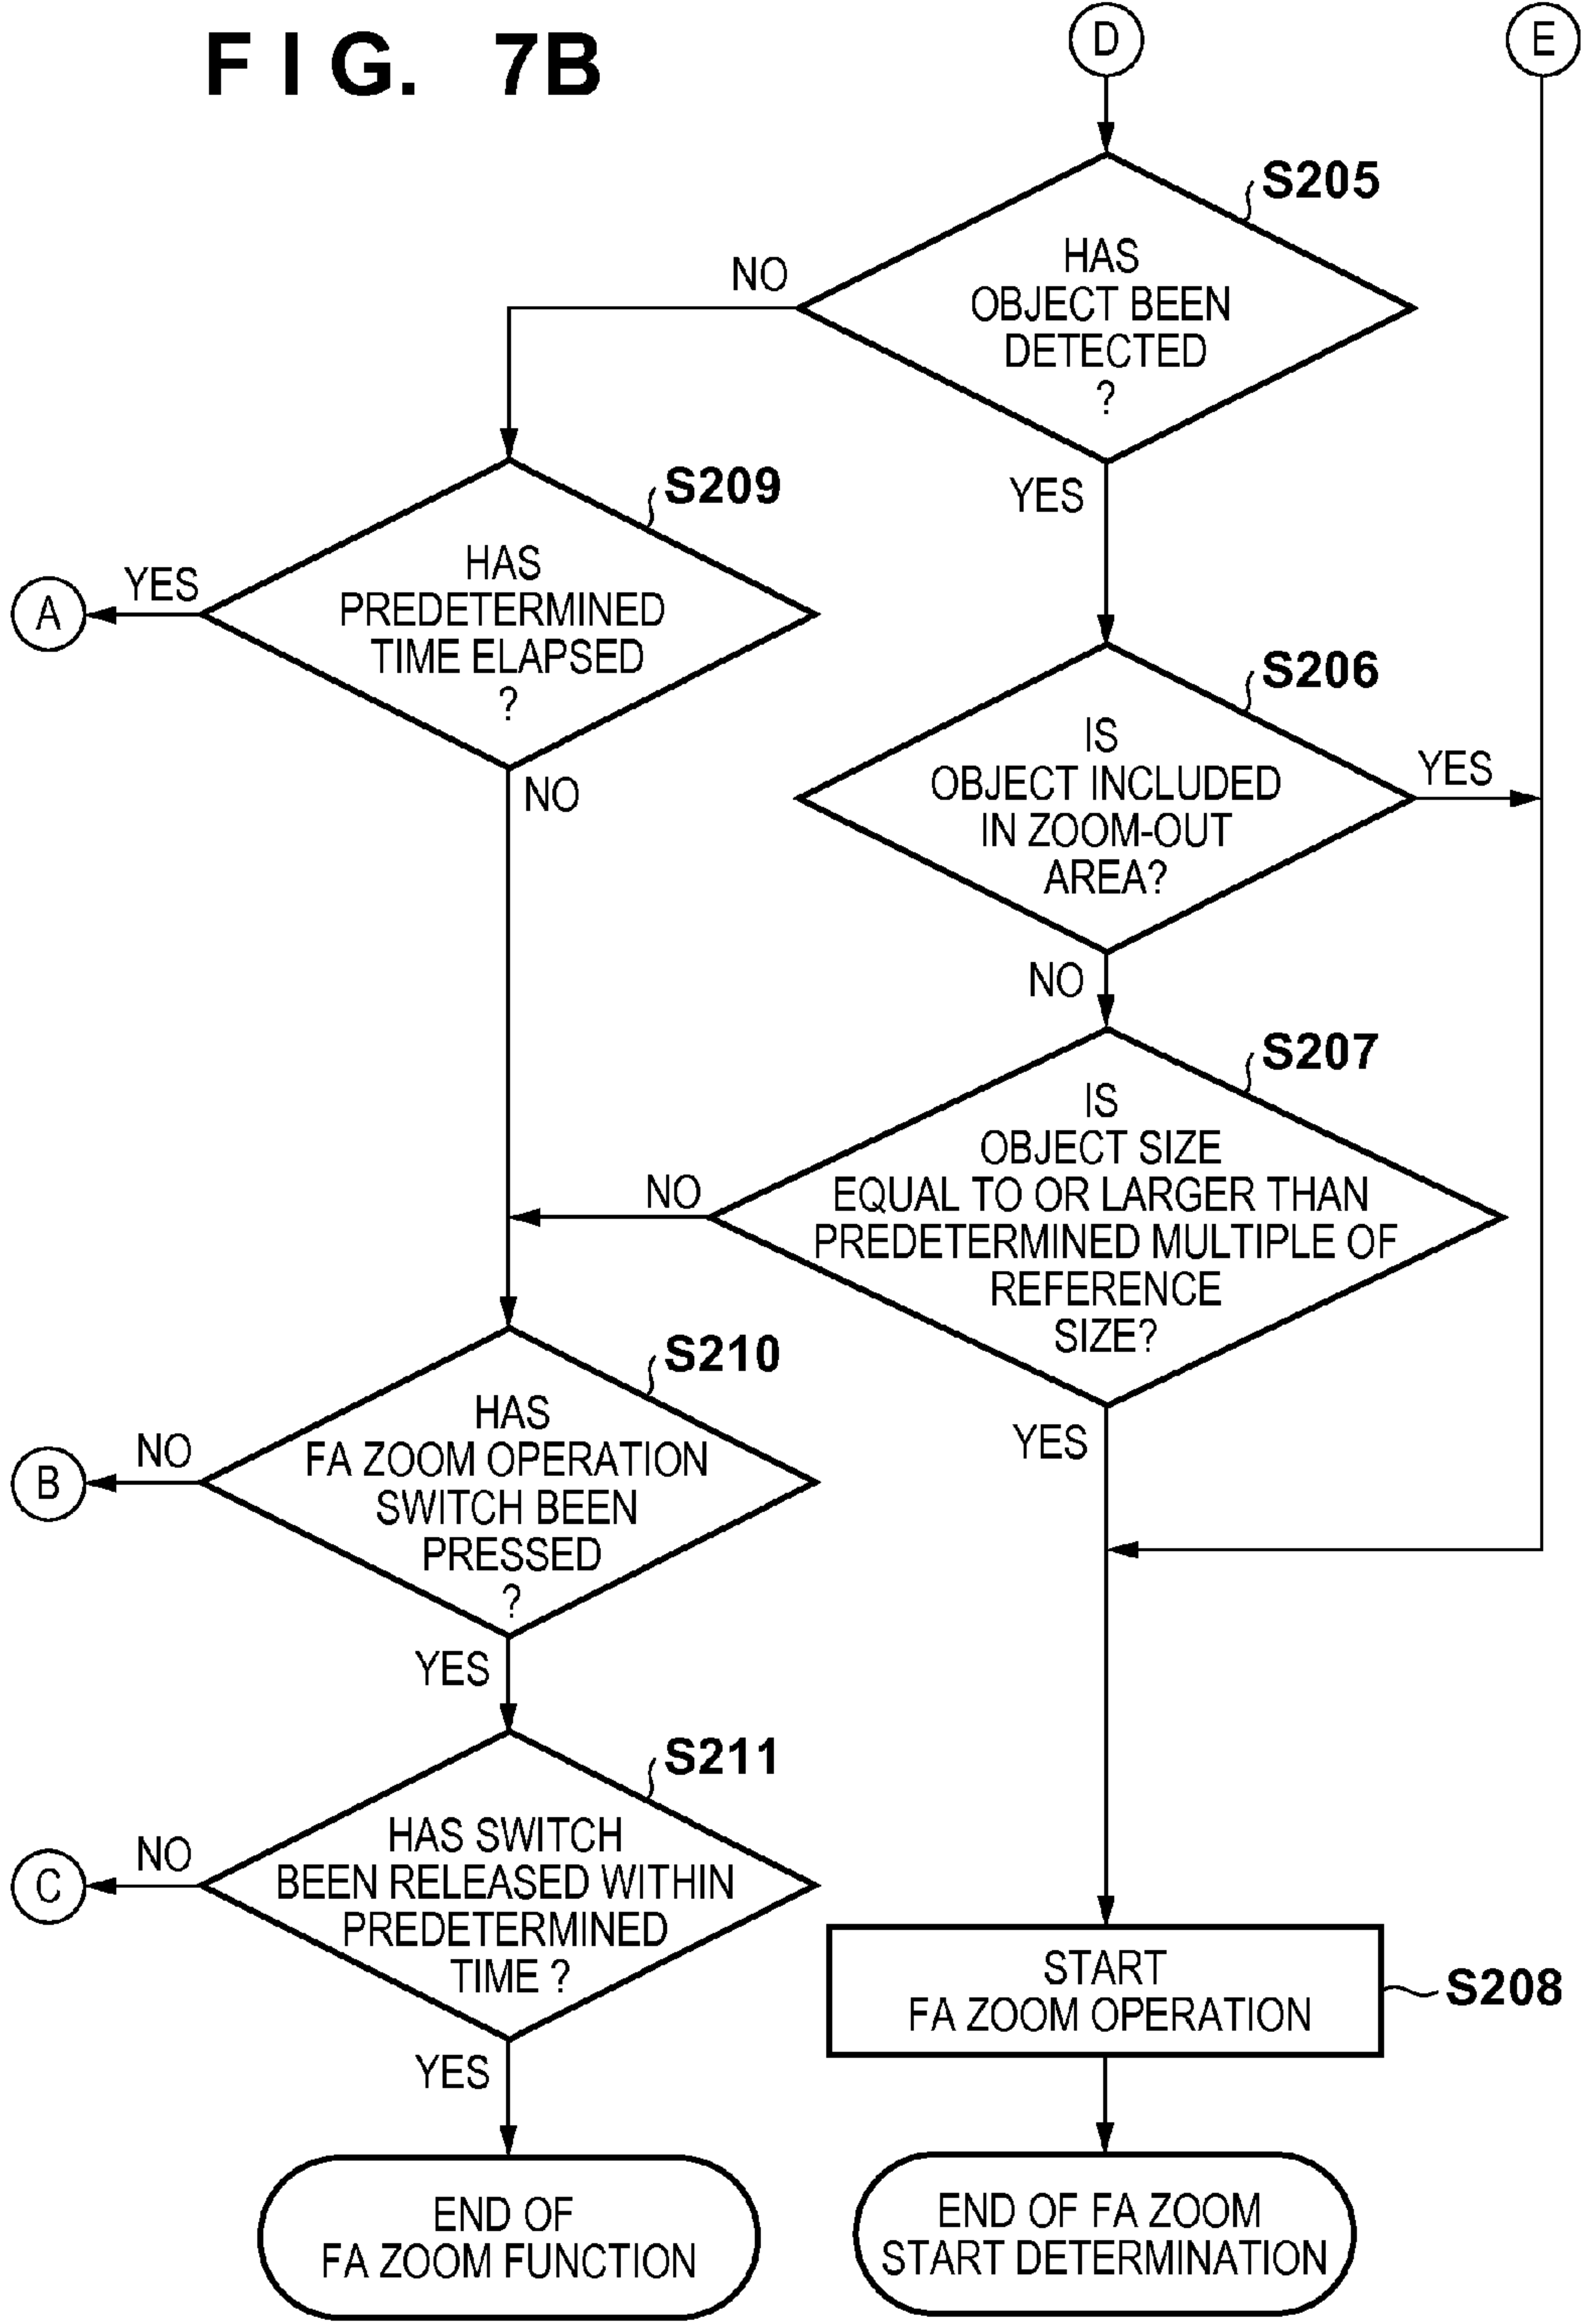 FIG. 7B
D
E
S205
HAS
OBJECT BEEN
DETECTED
?
NO
YES
S209
HAS
PREDETERMINED
TIME ELAPSED
?
YES
A
NO
S206
IS
OBJECT INCLUDED
IN ZOOM-OUT
AREA?
YES
NO
S207
IS
OBJECT SIZE
EQUAL TO OR LARGER THAN
PREDETERMINED MULTIPLE OF
REFERENCE
SIZE?
NO
YES
S210
HAS
FA ZOOM OPERATION
SWITCH BEEN
PRESSED
?
NO
B
YES
S211
HAS SWITCH
BEEN RELEASED WITHIN
PREDETERMINED
TIME ?
NO
C
YES
START
FA ZOOM OPERATION
S208
END OF
FA ZOOM FUNCTION
END OF FA ZOOM
START DETERMINATION